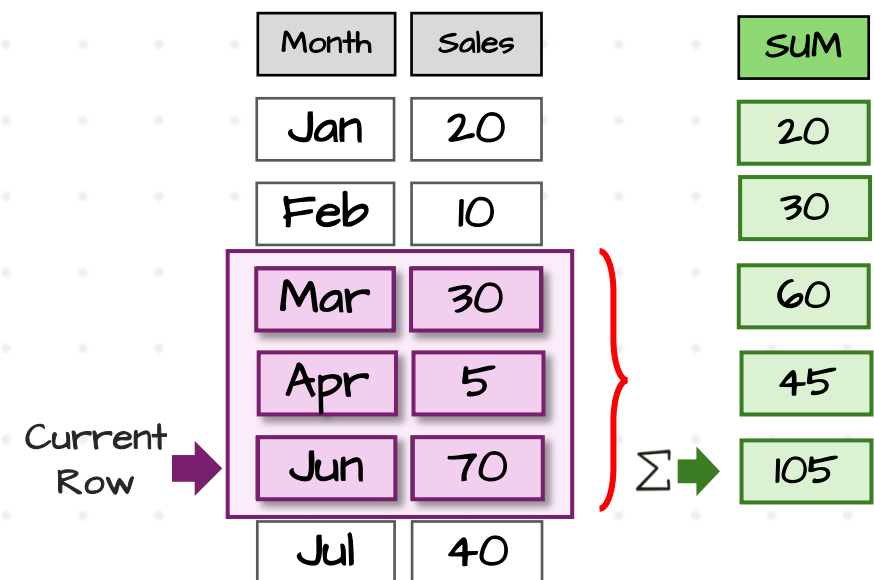 Month Sales SUM
Jan 20 20
Feb 10 30
Mar 30 60
Apr 5 45
Current
Row
Jun 70 Σ 105
Jul 40